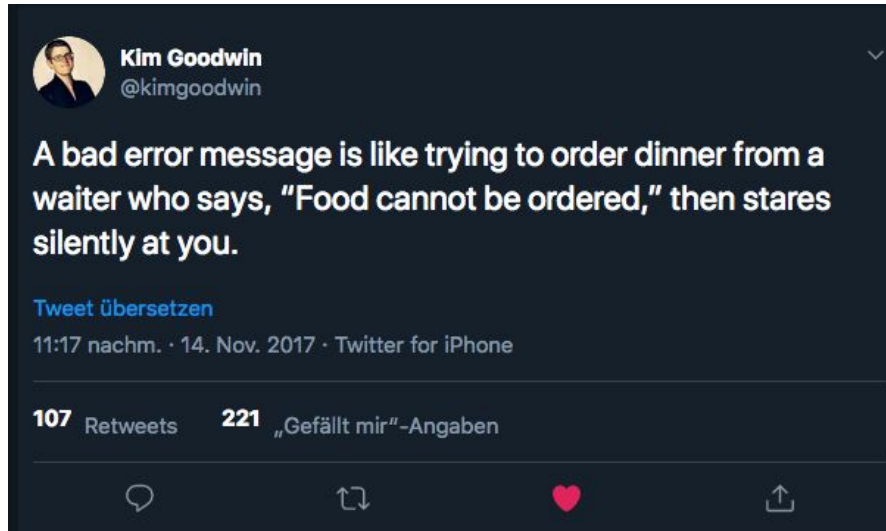 Kim Goodwin
@kimgoodwin
A bad error message is like trying to order dinner from a
waiter who says, “Food cannot be ordered,” then stares
silently at you.
Tweet übersetzen
11:17 nachm. · 14. Nov. 2017 · Twitter for iPhone
107 Retweets 221 „Gefällt mir“-Angaben